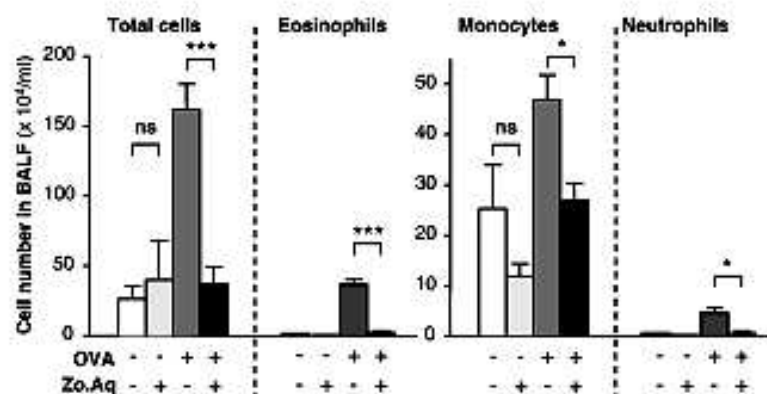 Total cells Eosinophils Monocytes Neutrophils
*** *
200 50
150 ns 40
ns
30
100 ***
20
50 10 *
0 0
Cell number in BALF (x 10⁴/ml)
OVA - - + + - - + + - - + + - - + +
Zo.Aq - + - + - + - + - + - + - + - +